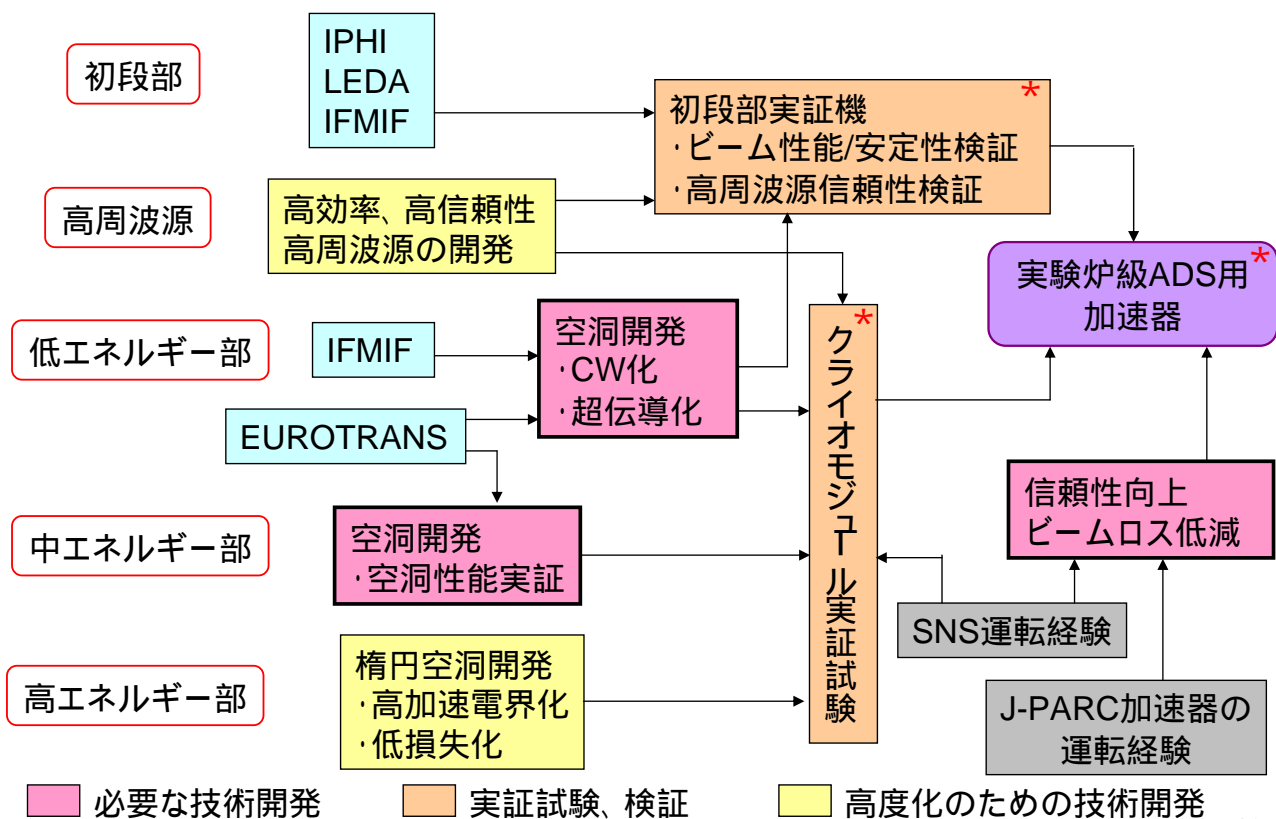 初段部
IPHI
LEDA
IFMIF
初段部実証機
・ビーム性能/安定性検証
・高周波源信頼性検証
*
高周波源
高効率、高信頼性
高周波源の開発
実験炉級ADS用
加速器
*
低エネルギー部
IFMIF
空洞開発
・CW化
・超伝導化
クライオモジュール実証試験
*
EUROTRANS
中エネルギー部
空洞開発
・空洞性能実証
信頼性向上
ビームロス低減
SNS運転経験
高エネルギー部
楕円空洞開発
・高加速電界化
・低損失化
J-PARC加速器の
運転経験
必要な技術開発
実証試験、検証
高度化のための技術開発